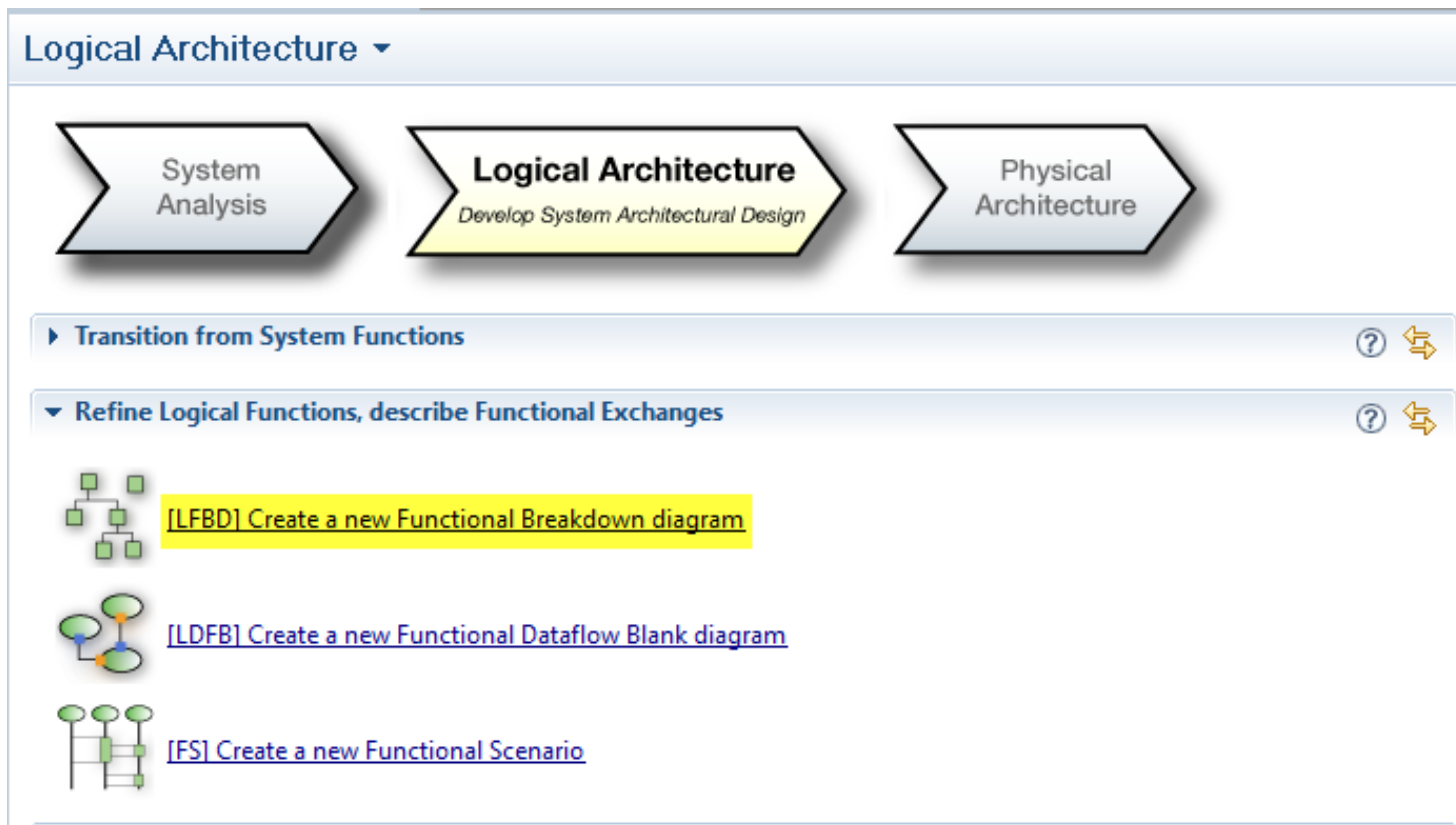 Logical Architecture
System
Analysis
Logical Architecture
Develop System Architectural Design
Physical
Architecture
Transition from System Functions
?
Refine Logical Functions, describe Functional Exchanges
?
[LFBD] Create a new Functional Breakdown diagram
[LDFB] Create a new Functional Dataflow Blank diagram
[FS] Create a new Functional Scenario